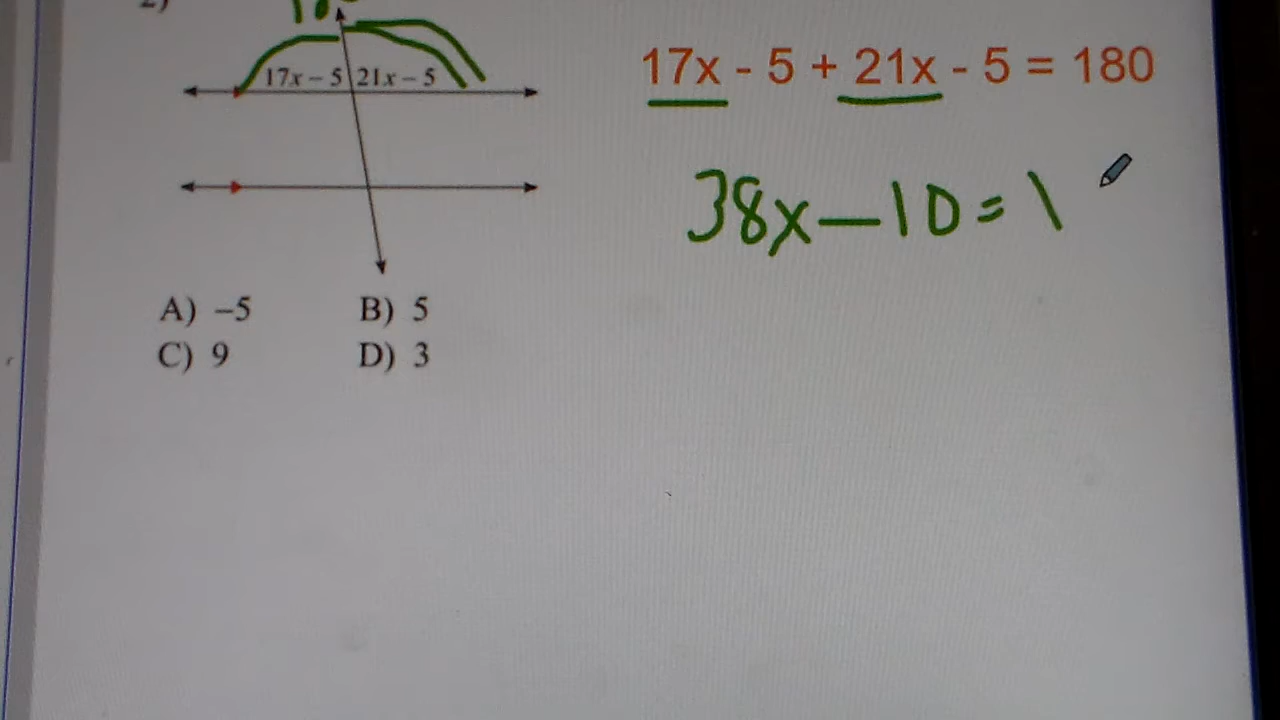 17x – 5 21x – 5
17x - 5 + 21x - 5 = 180
38x – 10 = 1
A) –5 B) 5
C) 9 D) 3